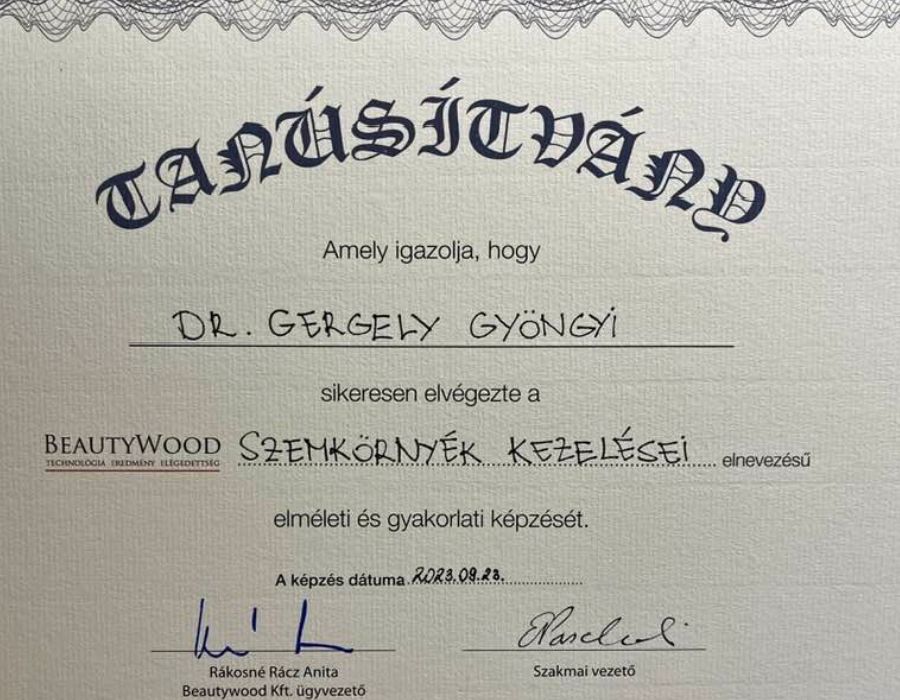 TANÚSÍTVÁNY
Amely igazolja, hogy
DR. GERGELY GYÖNGYI
sikeresen elvégezte a
BEAUTYWOOD SZEMKÖRNYÉK KEZELÉSEI elnevezésű
TECHNOLÓGIA EREDMÉNY ELÉGEDETTSÉG
elméleti és gyakorlati képzését.
A képzés dátuma 2023.09.23.
Rákosné Rácz Anita
Szakmai vezető
Beautywood Kft. ügyvezető